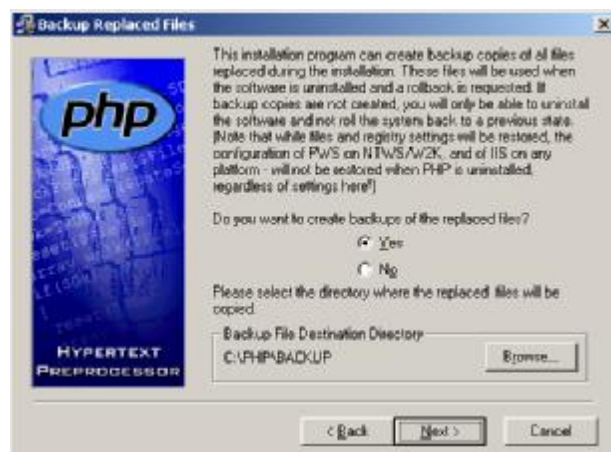 Backup Replaced Files
This installation program can create backup copies of all files
replaced during the installation. These files will be used when
the software is uninstalled and a rollback is requested. If
backup copies are not created, you will only be able to uninstall
the software and not roll the system back to a previous state.
(Note that while files and registry settings will be restored, the
configuration of PWS on NTWS/W2K, and of IIS on any
platform - will not be restored when PHP is uninstalled,
regardless of settings here!)
Do you want to create backups of the replaced files?
Yes
No
Please select the directory where the replaced files will be
copied.
Backup File Destination Directory
C:\PHP\BACKUP
Browse...
php
HYPERTEXT
PREPROCESSOR
< Back
Next >
Cancel